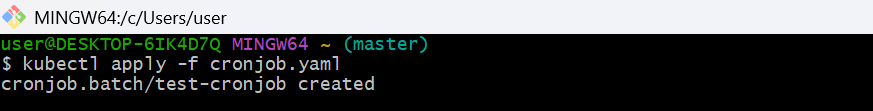 MINGW64:/c/Users/user
user@DESKTOP-6IK4D7Q MINGW64 ~ (master)
$ kubectl apply -f cronjob.yaml
cronjob.batch/test-cronjob created